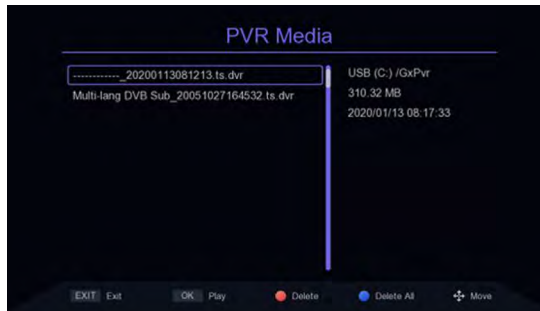 PVR Media
------------_20200113081213.ts.dvr
Multi-lang DVB Sub_20051027164532.ts.dvr
USB (C:) /GxPvr
310.32 MB
2020/01/13 08:17:33
EXIT Exit OK Play Delete Delete All Move